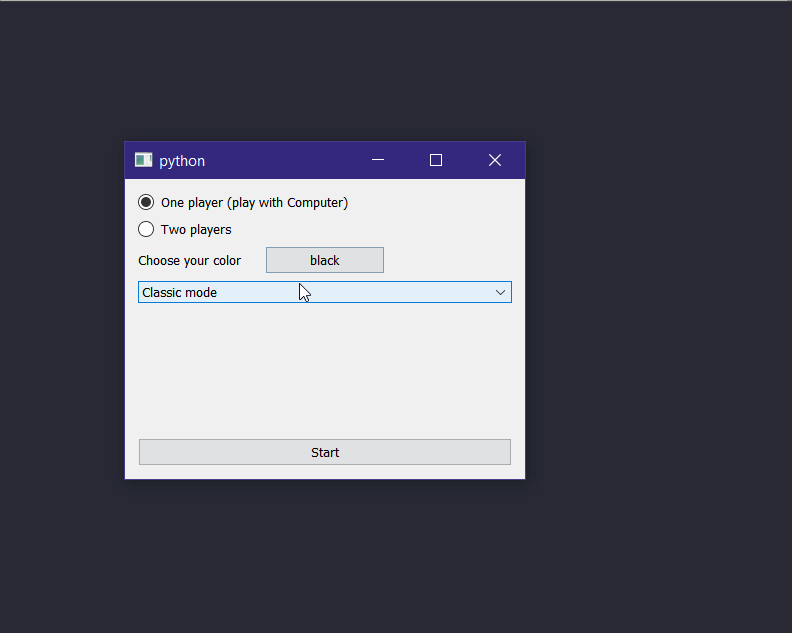 python
One player (play with Computer)
Two players
Choose your color black
Classic mode
Start